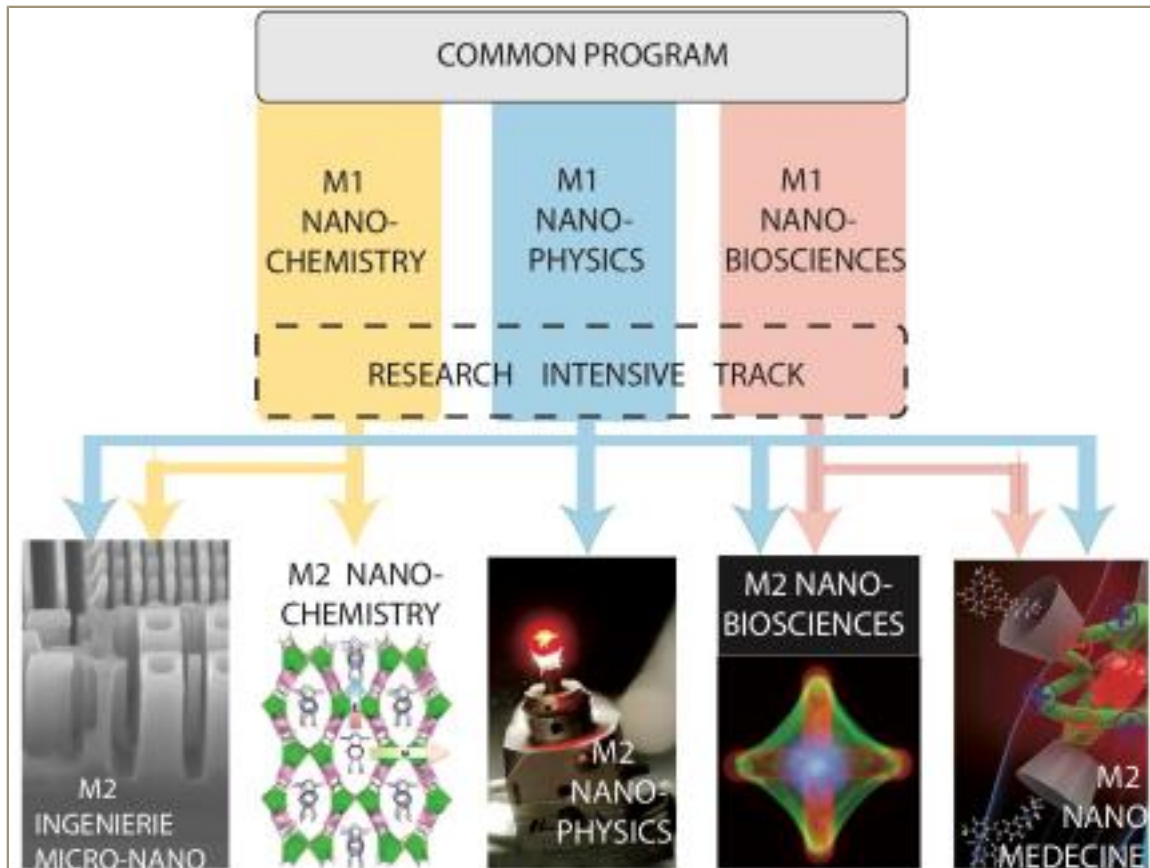 COMMON PROGRAM
M1
NANO-
CHEMISTRY
M1
NANO-
PHYSICS
M1
NANO-
BIOSCIENCES
RESEARCH INTENSIVE TRACK
M2
INGENIERIE
MICRO-NANO
M2 NANO-
CHEMISTRY
M2
NANO-
PHYSICS
M2 NANO-
BIOSCIENCES
M2
NANO
MEDECINE